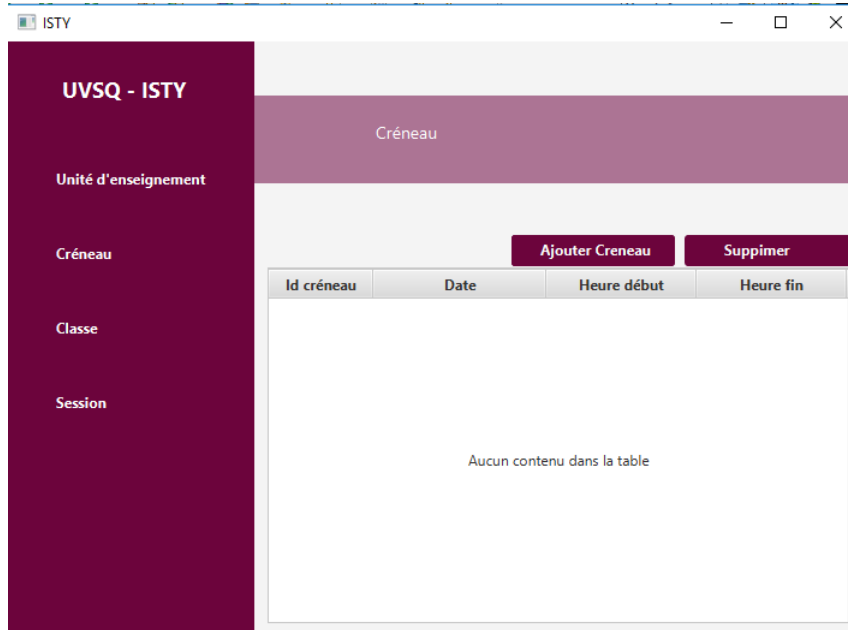 ISTY
UVSQ - ISTY
Créneau
Unité d'enseignement
Créneau
Classe
Session
Ajouter Creneau Suppimer
Id créneau Date Heure début Heure fin
Aucun contenu dans la table